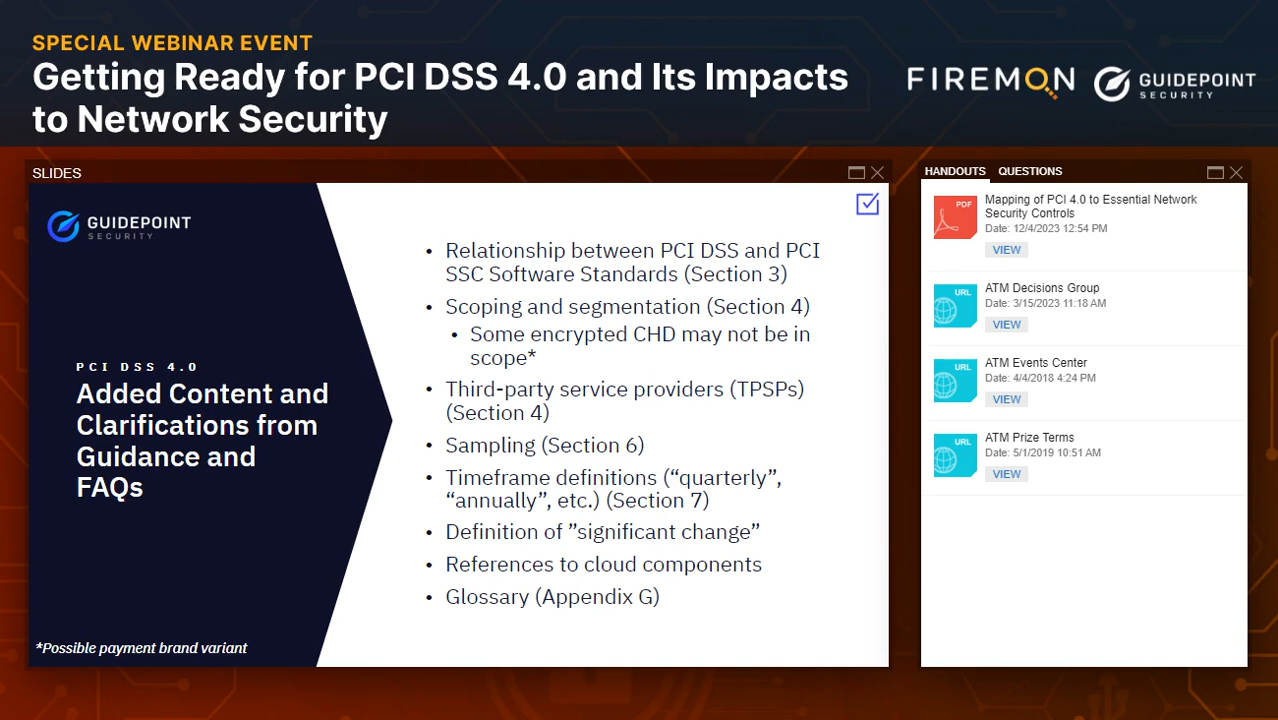 SPECIAL WEBINAR EVENT
Getting Ready for PCI DSS 4.0 and Its Impacts
to Network Security
FIREMON
GUIDEPOINT
SECURITY
SLIDES
GUIDEPOINT
SECURITY
PCI DSS 4.0
Added Content and
Clarifications from
Guidance and
FAQs
*Possible payment brand variant
• Relationship between PCI DSS and PCI
SSC Software Standards (Section 3)
• Scoping and segmentation (Section 4)
• Some encrypted CHD may not be in
scope*
• Third-party service providers (TPSPs)
(Section 4)
• Sampling (Section 6)
• Timeframe definitions (“quarterly”,
“annually”, etc.) (Section 7)
• Definition of ”significant change”
• References to cloud components
• Glossary (Appendix G)
HANDOUTS QUESTIONS
PDF
Mapping of PCI 4.0 to Essential Network
Security Controls
Date: 12/4/2023 12:54 PM
VIEW
URL
ATM Decisions Group
Date: 3/15/2023 11:18 AM
VIEW
URL
ATM Events Center
Date: 4/4/2018 4:24 PM
VIEW
URL
ATM Prize Terms
Date: 5/1/2019 10:51 AM
VIEW